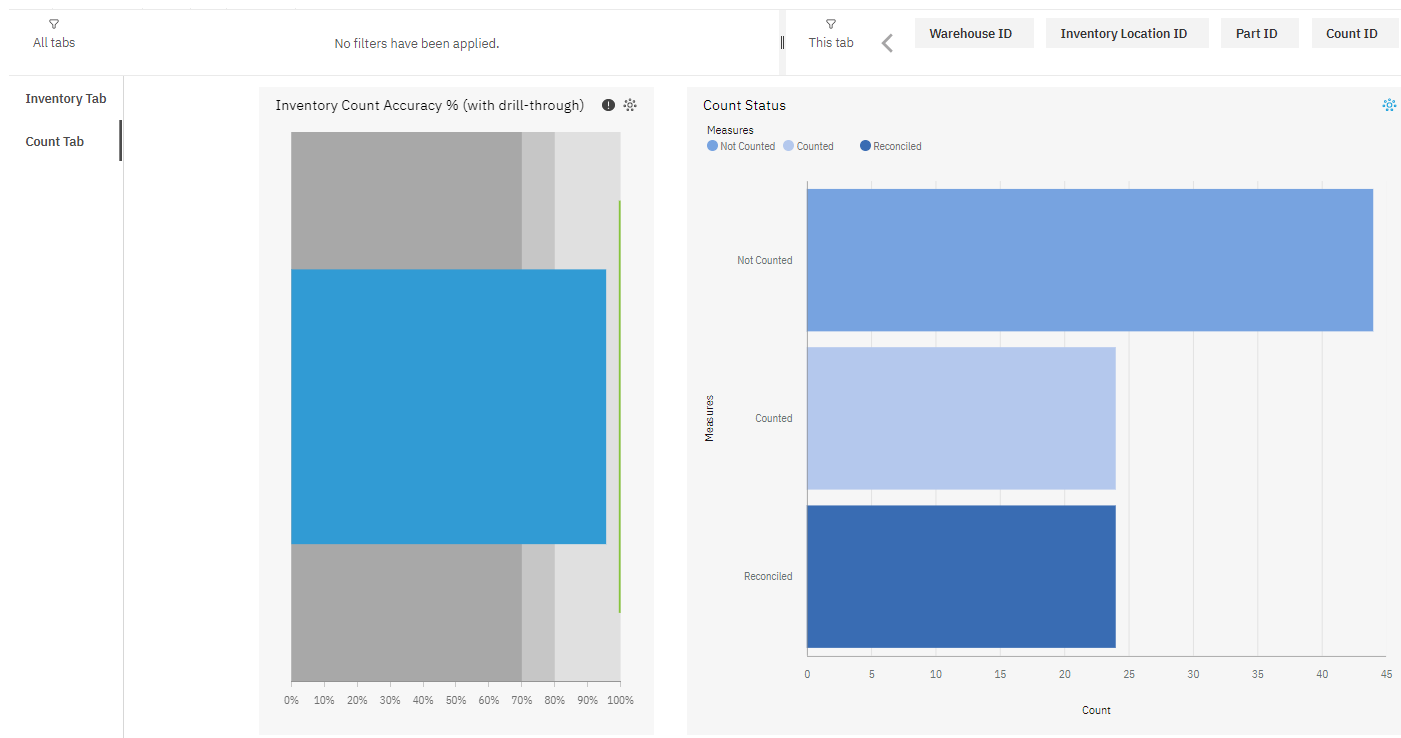 All tabs
No filters have been applied.
This tab
Warehouse ID
Inventory Location ID
Part ID
Count ID
Inventory Tab
Count Tab
Inventory Count Accuracy % (with drill-through)
0% 10% 20% 30% 40% 50% 60% 70% 80% 90% 100%
Count Status
Measures
Not Counted Counted Reconciled
Measures
Not Counted
Counted
Reconciled
0 5 10 15 20 25 30 35 40 45
Count